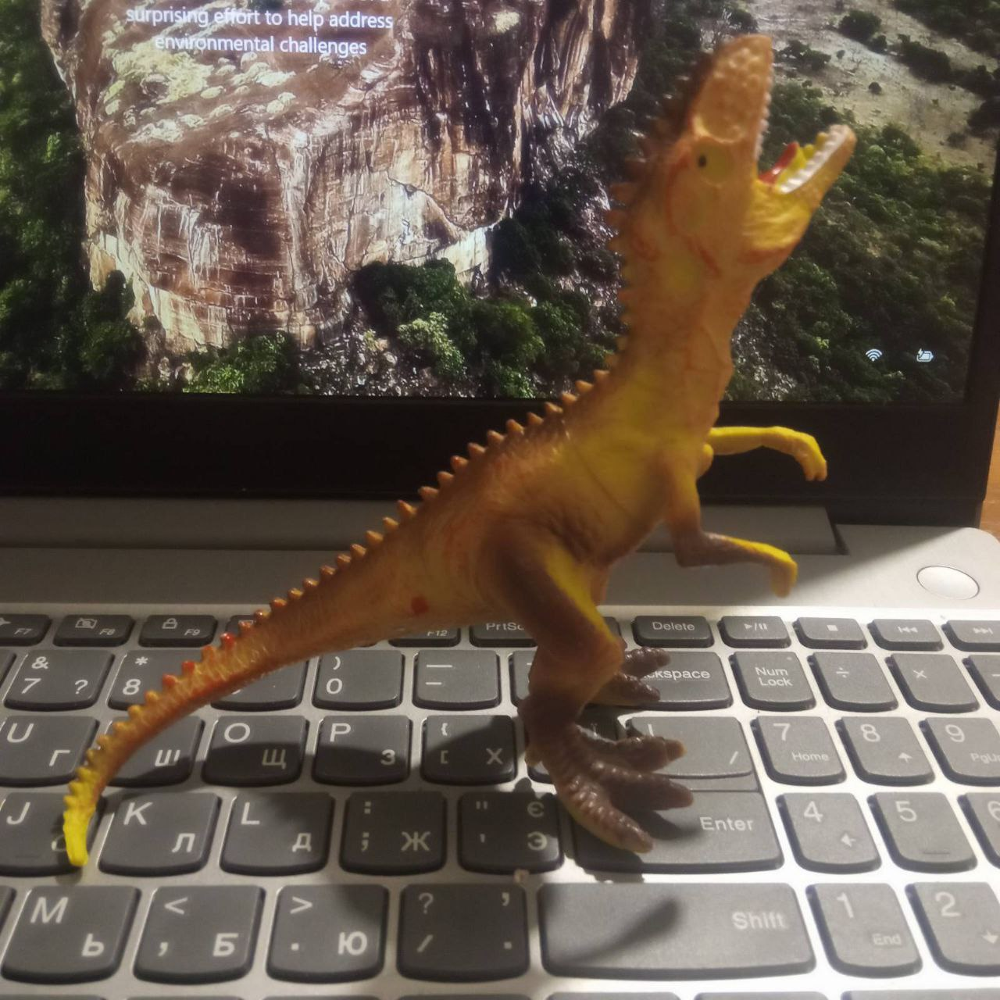 surprising effort to help address
environmental challenges
F7
F8
F9
F12
PrtSc
Delete
&
7 ?
*
8
)
0
—
–
Num
Lock
÷
×
U
Г
Ш
O
Щ
P
З
{
[ Х
/
7
Home
8
9
J
K
Л
L
Д
:
; Ж
" Є
' Э
Enter
4
5
6
M
Ь
<
, Б
>
. Ю
? ,
/ .
Shift
1
End
2